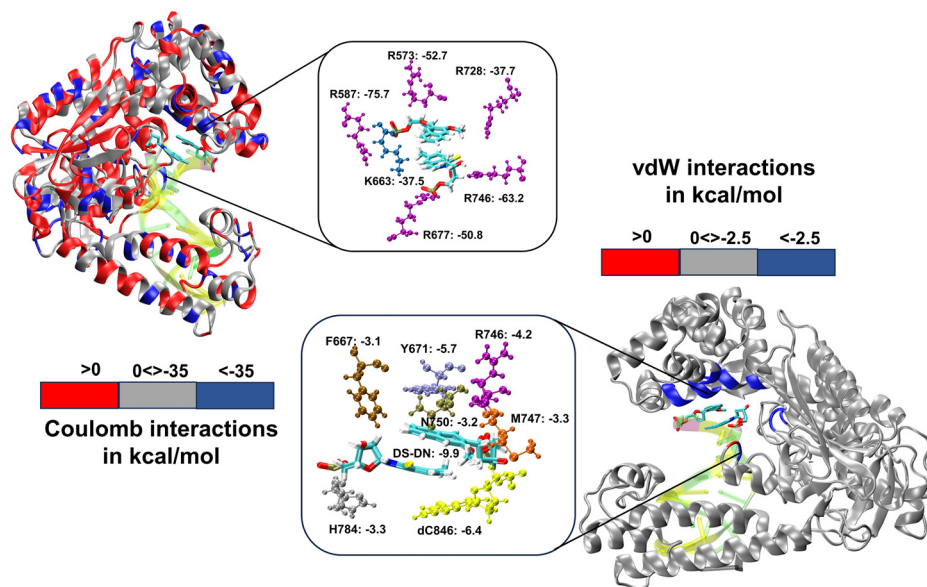 R573: -52.7
R728: -37.7
R587: -75.7
K663: -37.5
R746: -63.2
R677: -50.8
vdW interactions
in kcal/mol
>0 0<>-2.5 <-2.5
>0 0<>-35 <-35
Coulomb interactions
in kcal/mol
F667: -3.1
Y671: -5.7
R746: -4.2
N750: -3.2
M747: -3.3
DS-DN: -9.9
H784: -3.3
dC846: -6.4